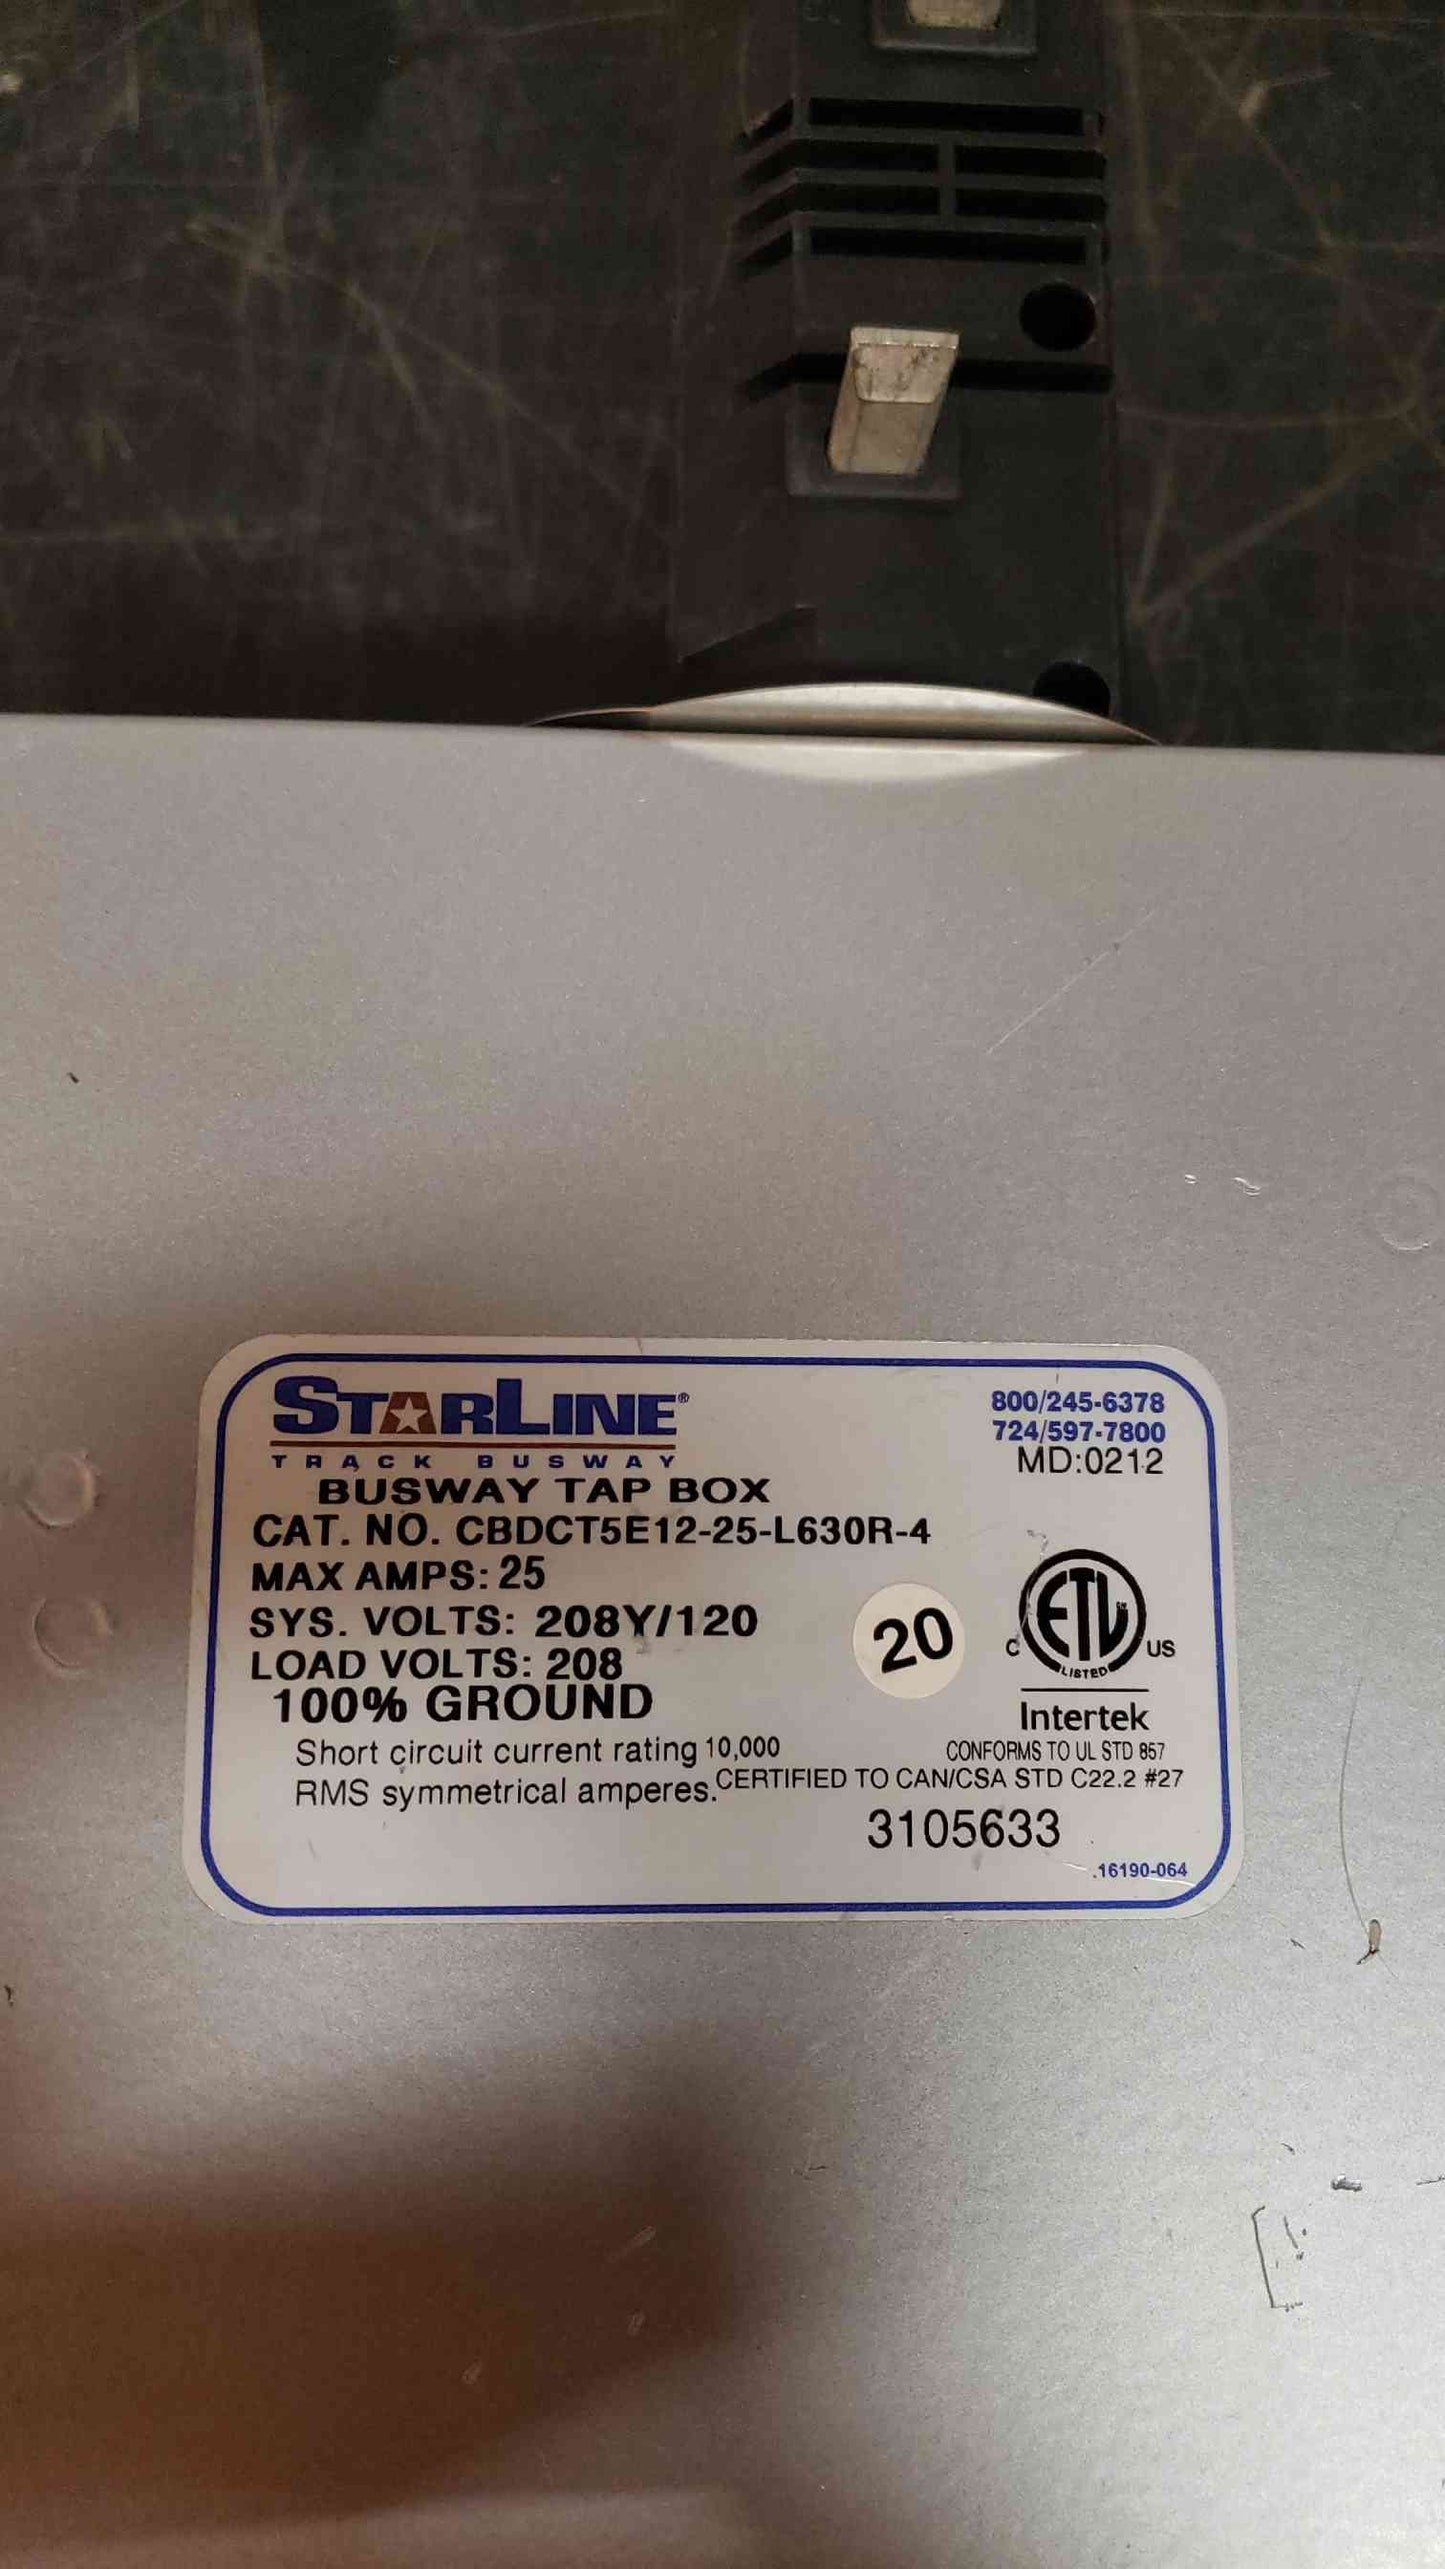 STARLINE®
TRACK BUSWAY
800/245-6378
724/597-7800
MD:0212
BUSWAY TAP BOX
CAT. NO. CBDCT5E12-25-L630R-4
MAX AMPS: 25
SYS. VOLTS: 208Y/120
LOAD VOLTS: 208
100% GROUND
20
C ETL US
LISTED
Intertek
Short circuit current rating 10,000
RMS symmetrical amperes.
CONFORMS TO UL STD 857
CERTIFIED TO CAN/CSA STD C22.2 #27
3105633
16190-064